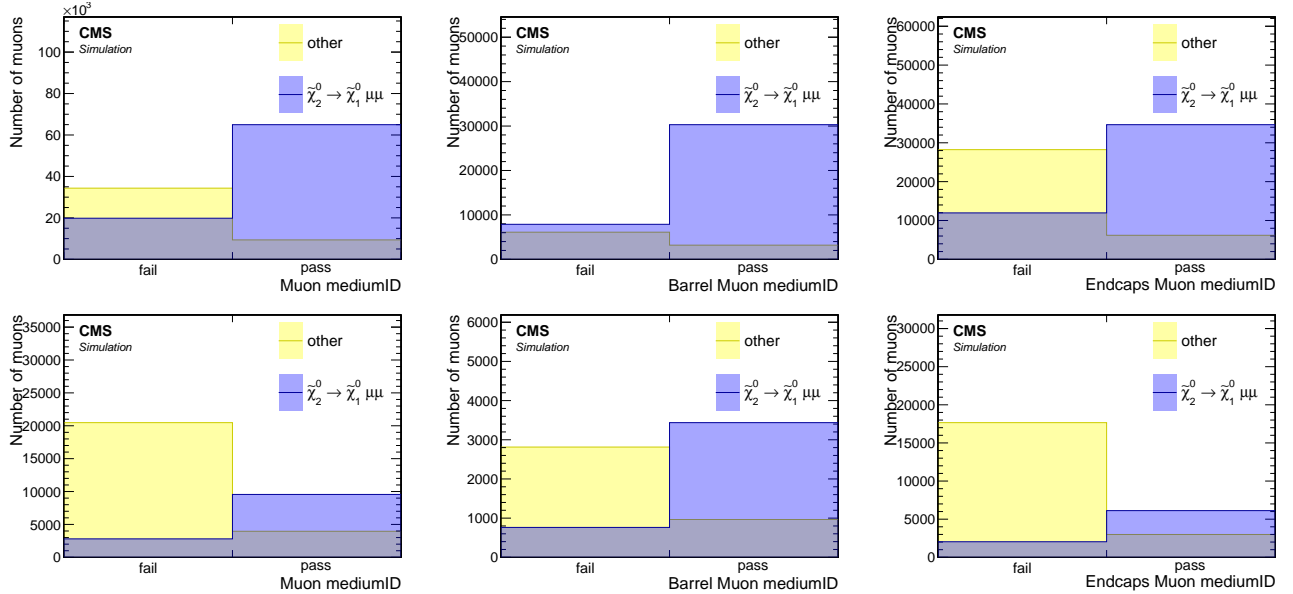 ×10³
CMS
Simulation
other
χ̃₂⁰ → χ̃₁⁰ μμ
Number of muons
100
80
60
40
20
0
fail
pass
Muon mediumID
CMS
Simulation
other
χ̃₂⁰ → χ̃₁⁰ μμ
Number of muons
50000
40000
30000
20000
10000
0
fail
pass
Barrel Muon mediumID
CMS
Simulation
other
χ̃₂⁰ → χ̃₁⁰ μμ
Number of muons
60000
50000
40000
30000
20000
10000
0
fail
pass
Endcaps Muon mediumID
CMS
Simulation
other
χ̃₂⁰ → χ̃₁⁰ μμ
Number of muons
35000
30000
25000
20000
15000
10000
5000
0
fail
pass
Muon mediumID
CMS
Simulation
other
χ̃₂⁰ → χ̃₁⁰ μμ
Number of muons
6000
5000
4000
3000
2000
1000
0
fail
pass
Barrel Muon mediumID
CMS
Simulation
other
χ̃₂⁰ → χ̃₁⁰ μμ
Number of muons
30000
25000
20000
15000
10000
5000
0
fail
pass
Endcaps Muon mediumID